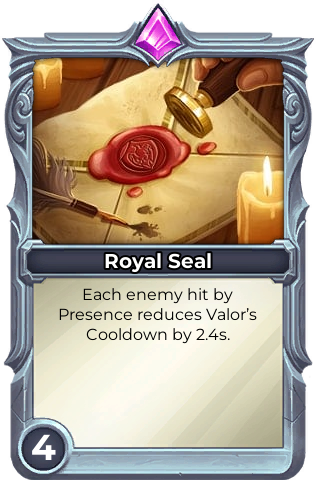 Royal Seal
Each enemy hit by
Presence reduces Valor's
Cooldown by 2.4s.
4